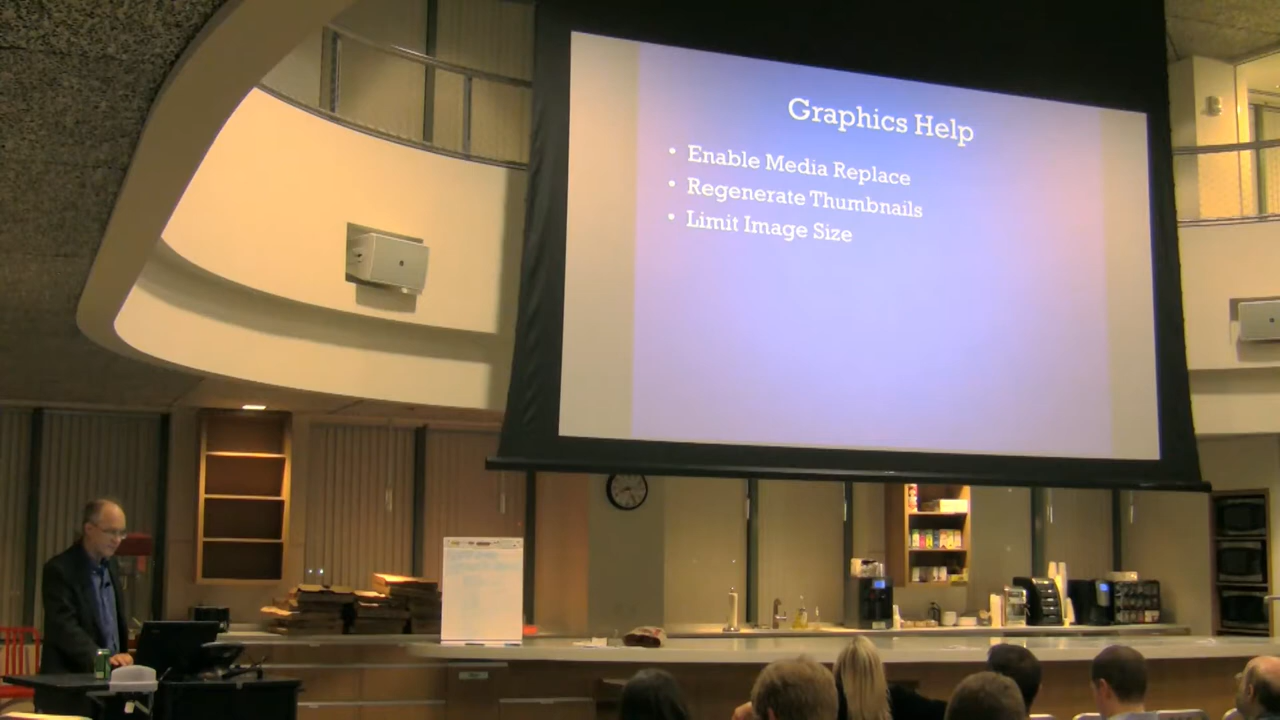 Graphics Help
• Enable Media Replace
• Regenerate Thumbnails
• Limit Image Size